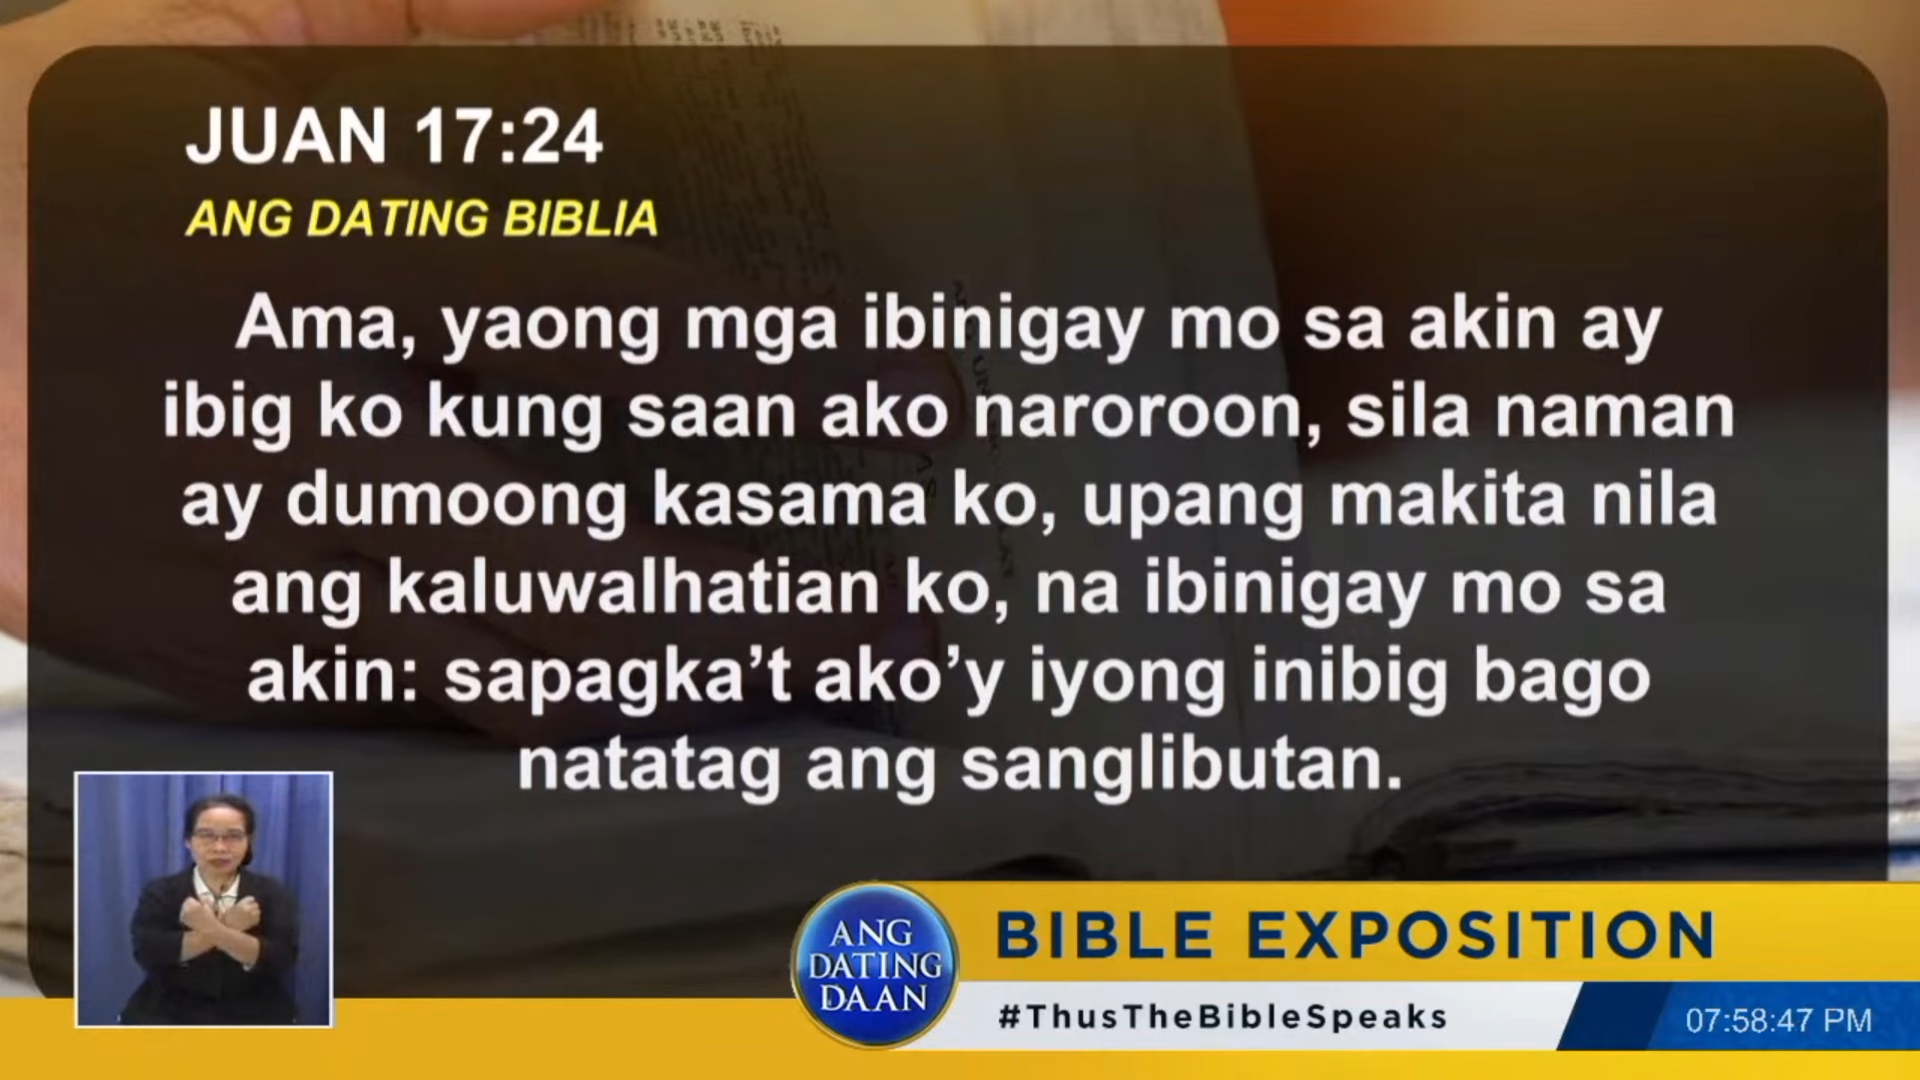 JUAN 17:24
ANG DATING BIBLIA
Ama, yaong mga ibinigay mo sa akin ay
ibig ko kung saan ako naroroon, sila naman
ay dumoong kasama ko, upang makita nila
ang kaluwalhatian ko, na ibinigay mo sa
akin: sapagka’t ako’y iyong inibig bago
natatag ang sanglibutan.
ANG
DATING
DAAN
BIBLE EXPOSITION
#ThusTheBibleSpeaks
07:58:47 PM